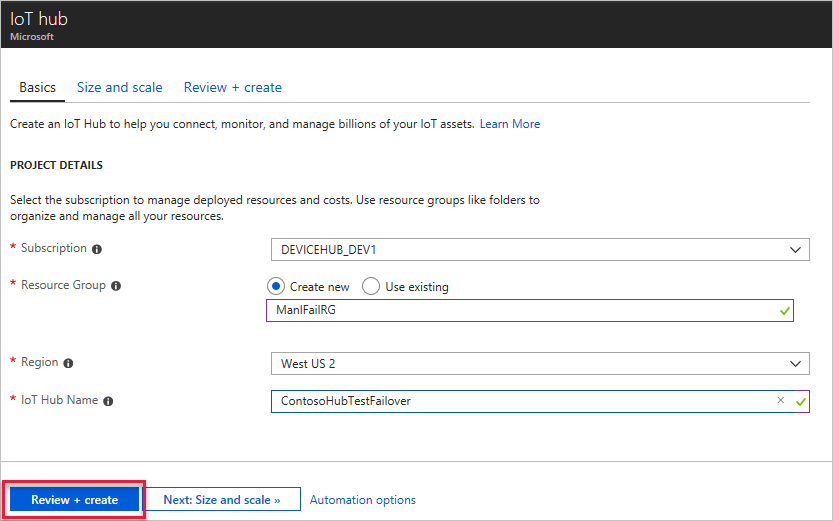 IoT hub
Microsoft
Basics Size and scale Review + create
Create an IoT Hub to help you connect, monitor, and manage billions of your IoT assets. Learn More
PROJECT DETAILS
Select the subscription to manage deployed resources and costs. Use resource groups like folders to
organize and manage all your resources.
* Subscription DEVICEHUB_DEV1
* Resource Group Create new Use existing
ManlFailRG
* Region West US 2
* IoT Hub Name ContosoHubTestFailover
Review + create Next: Size and scale » Automation options